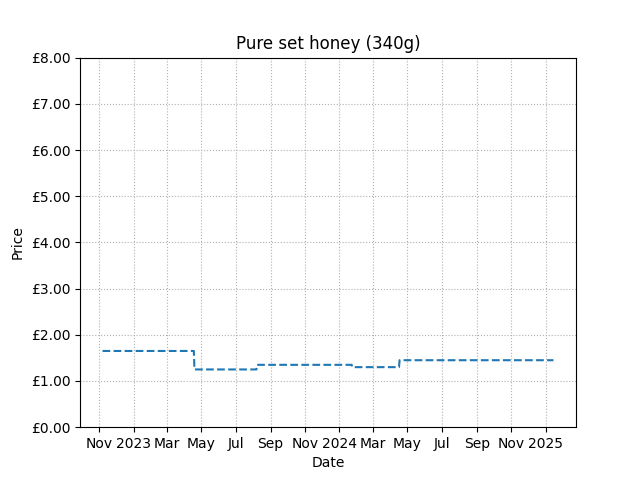 Pure set honey (340g)
£8.00
£7.00
£6.00
£5.00
£4.00
£3.00
£2.00
£1.00
£0.00
Price
Nov 2023 Mar May Jul Sep Nov 2024 Mar May Jul Sep Nov 2025
Date